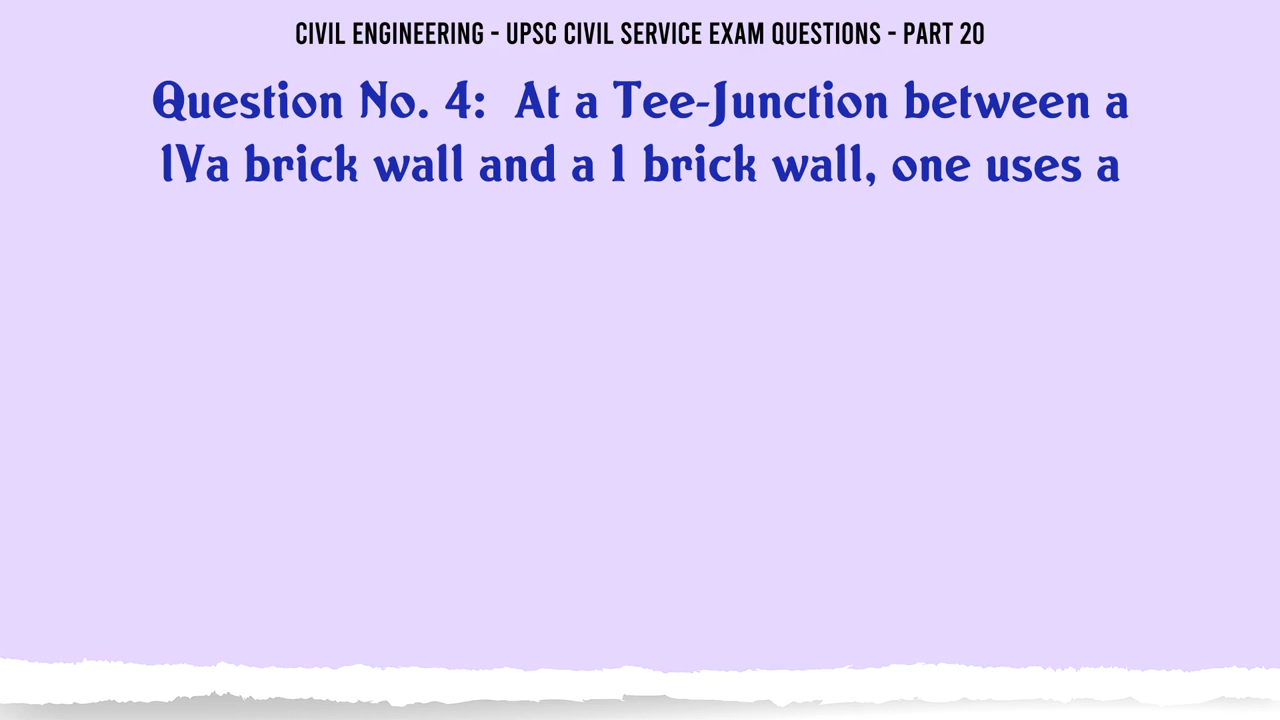 CIVIL ENGINEERING - UPSC CIVIL SERVICE EXAM QUESTIONS - PART 20
Question No. 4: At a Tee-Junction between a
lVa brick wall and a 1 brick wall, one uses a